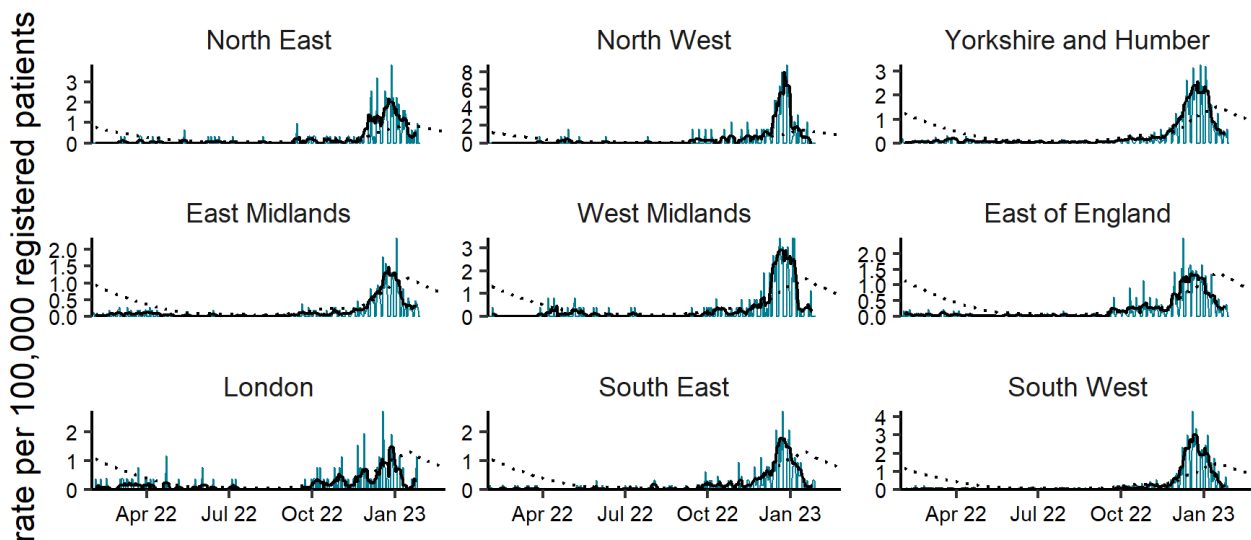 rate per 100,000 registered patients
North East
North West
Yorkshire and Humber
3
2
1
0
8
6
4
2
0
3
2
1
0
East Midlands
West Midlands
East of England
2.0
1.5
1.0
0.5
0.0
3
2
1
0
2.0
1.5
1.0
0.5
0.0
London
South East
South West
2
1
0
2
1
0
4
3
2
1
0
Apr 22 Jul 22 Oct 22 Jan 23
Apr 22 Jul 22 Oct 22 Jan 23
Apr 22 Jul 22 Oct 22 Jan 23